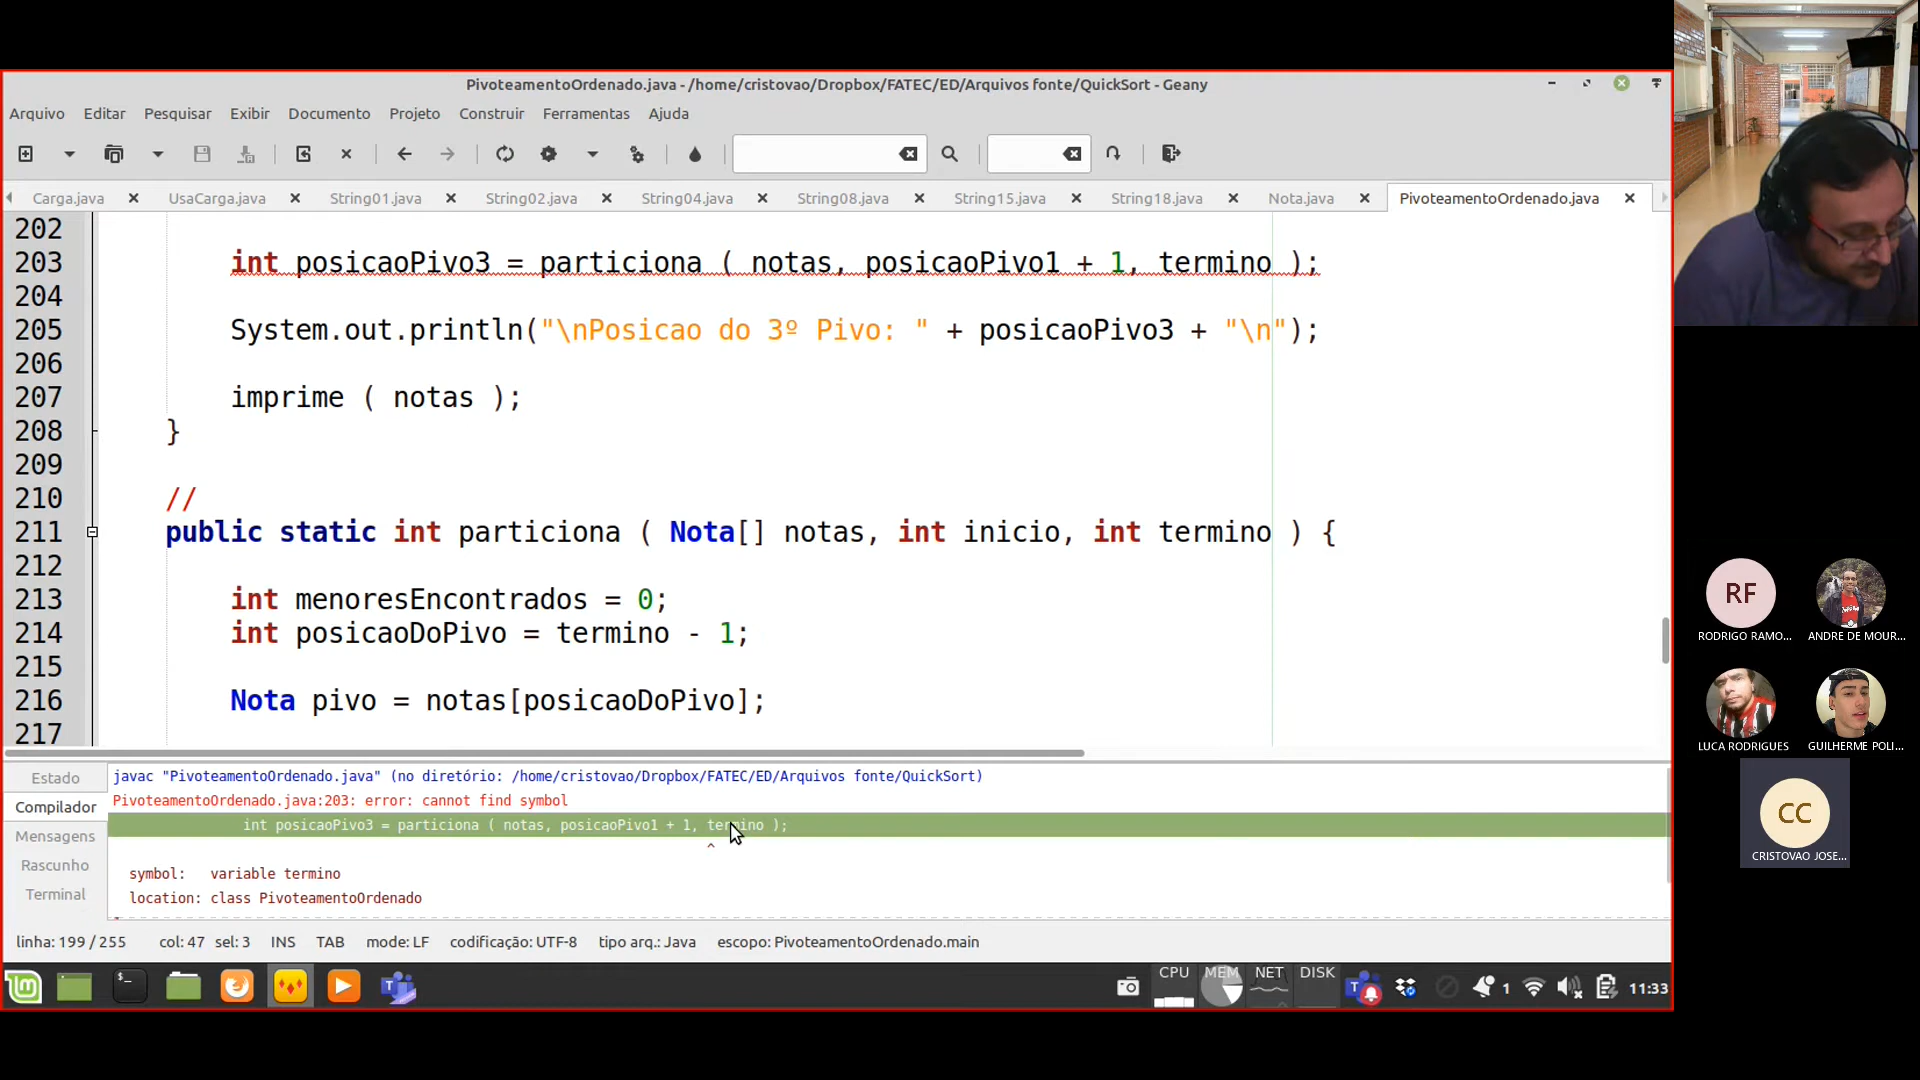 PivoteamentoOrdenado.java - /home/cristovao/Dropbox/FATEC/ED/Arquivos fonte/QuickSort - Geany
Arquivo Editar Pesquisar Exibir Documento Projeto Construir Ferramentas Ajuda
Carga.java UsaCarga.java String01.java String02.java String04.java String08.java String15.java String18.java Nota.java PivoteamentoOrdenado.java
202
203 int posicaoPivo3 = particiona ( notas, posicaoPivo1 + 1, termino );
204
205 System.out.println("\nPosicao do 3º Pivo: " + posicaoPivo3 + "\n");
206
207 imprime ( notas );
208 }
209
210 //
211 public static int particiona ( Nota[] notas, int inicio, int termino ) {
212
213 int menoresEncontrados = 0;
214 int posicaoDoPivo = termino - 1;
215
216 Nota pivo = notas[posicaoDoPivo];
217
Estado
Compilador
Mensagens
Rascunho
Terminal
javac "PivoteamentoOrdenado.java" (no diretório: /home/cristovao/Dropbox/FATEC/ED/Arquivos fonte/QuickSort)
PivoteamentoOrdenado.java:203: error: cannot find symbol
int posicaoPivo3 = particiona ( notas, posicaoPivo1 + 1, termino );
^
symbol: variable termino
location: class PivoteamentoOrdenado
linha: 199 / 255 col: 47 sel: 3 INS TAB mode: LF codificação: UTF-8 tipo arq.: Java escopo: PivoteamentoOrdenado.main
CPU MEM NET DISK 1 11:33
RF
RODRIGO RAMO... ANDRE DE MOUR...
LUCA RODRIGUES GUILHERME POLI...
CC
CRISTOVAO JOSE...